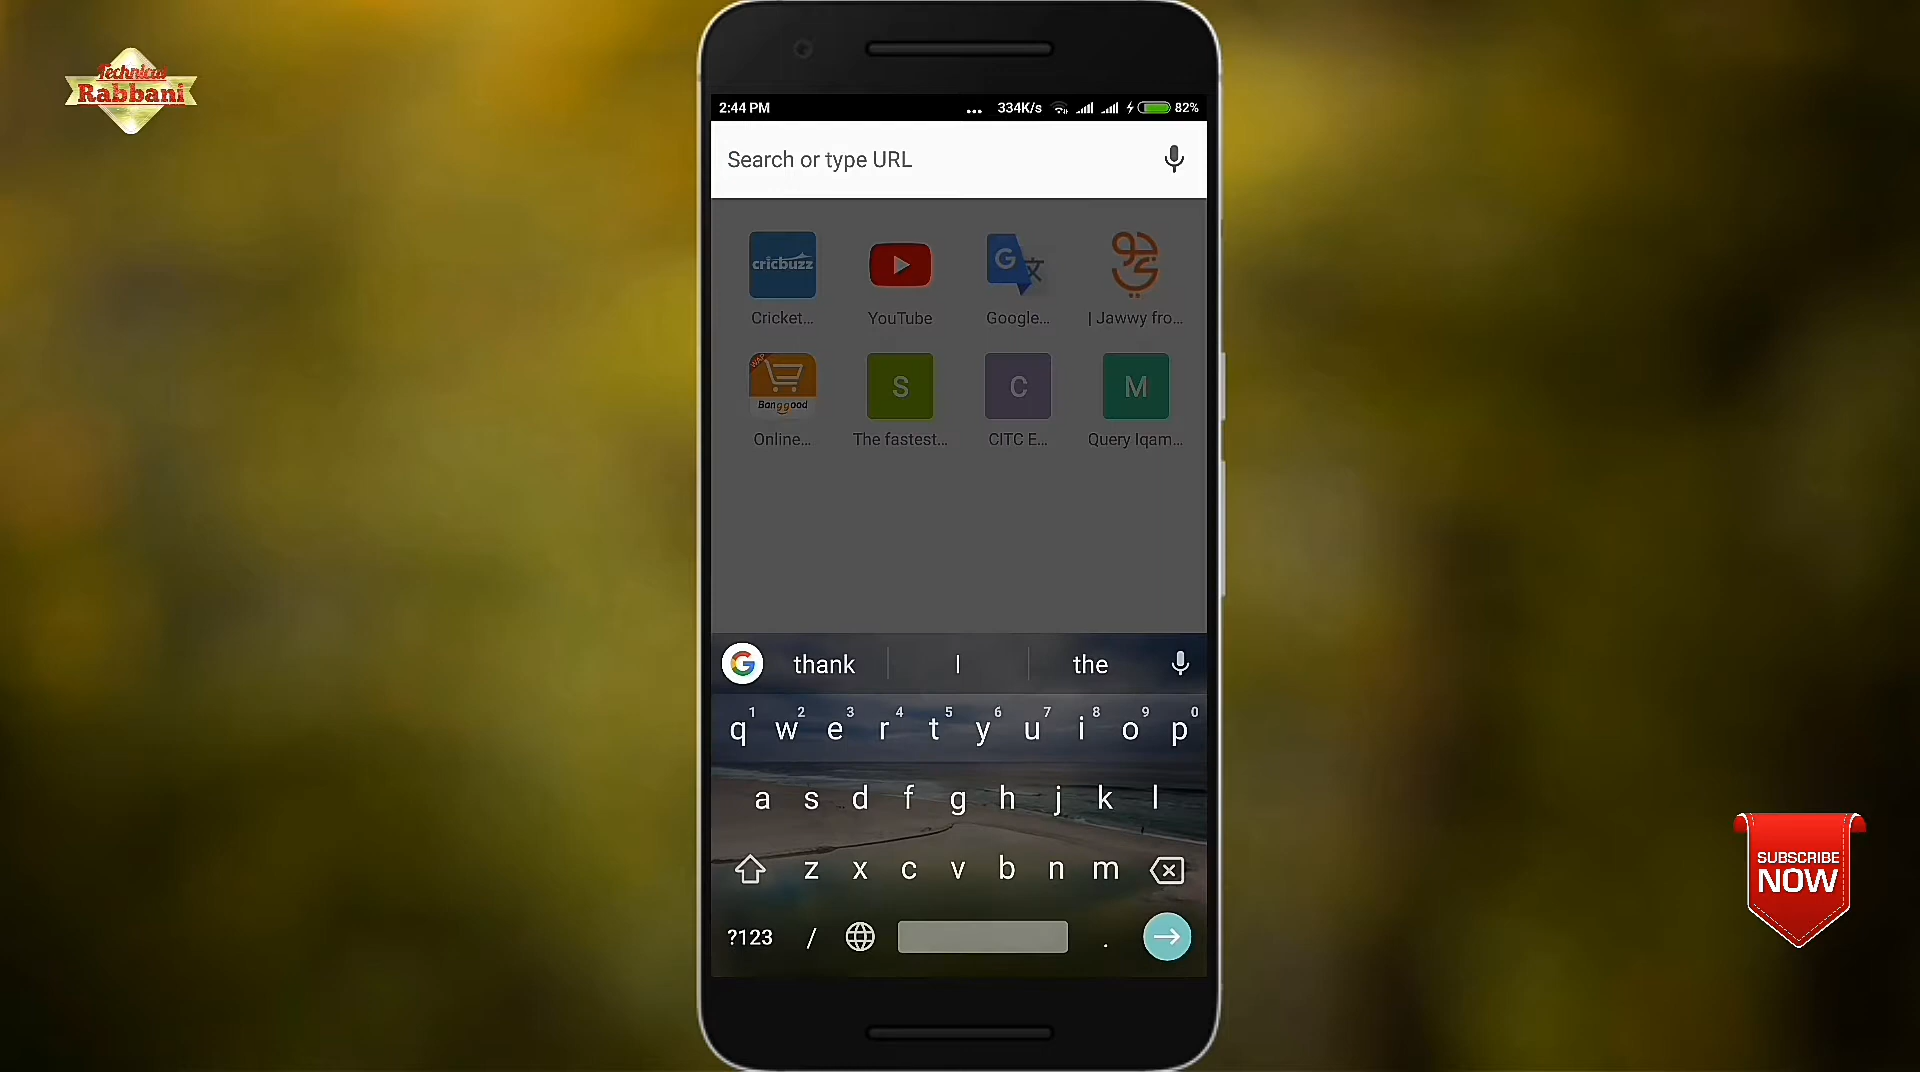 Technical
Rabbani
2:44 PM
... 334K/s 82%
Search or type URL
cricbuzz
Cricket...
YouTube
G
Google...
| Jawwy fro...
WAP
Banggood
Online...
S
The fastest...
C
CITC E...
M
Query Iqam...
G thank I the
1 2 3 4 5 6 7 8 9 0
q w e r t y u i o p
a s d f g h j k l
z x c v b n m
?123 / .
SUBSCRIBE
NOW